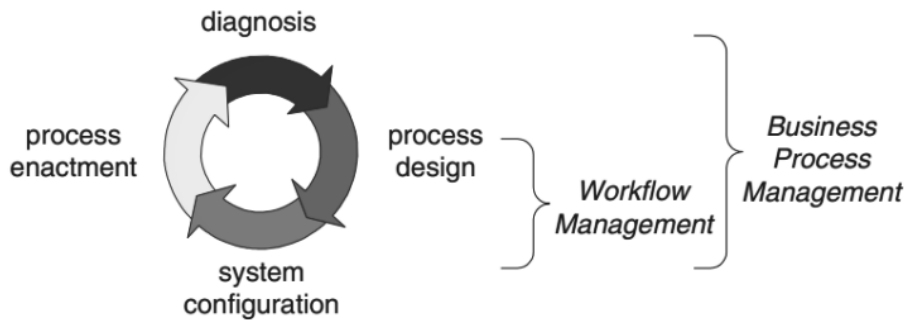 diagnosis
process
enactment
process
design
system
configuration
Workflow
Management
Business
Process
Management